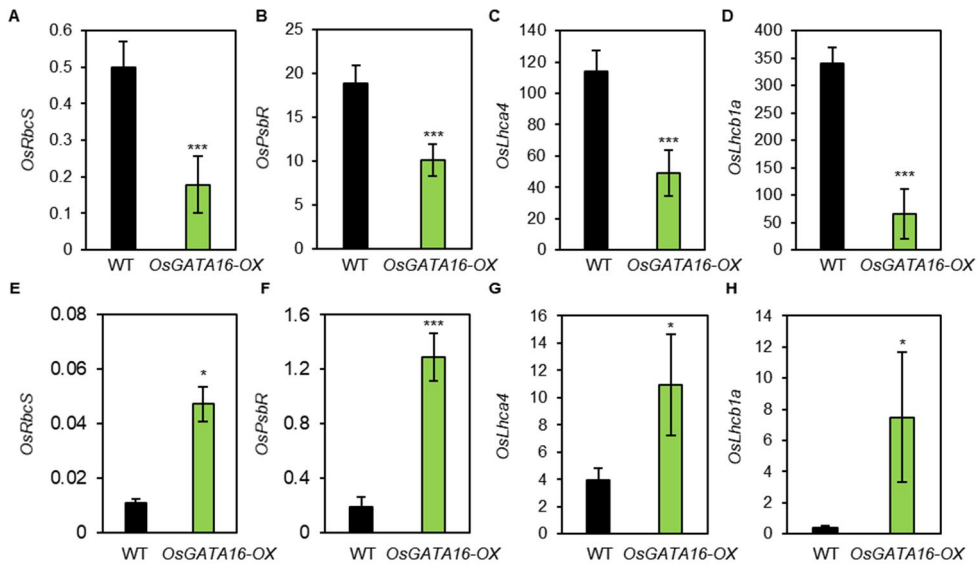 A
OsRbcS
0.6
0.5
0.4
0.3
0.2
0.1
0
***
WT OsGATA16-OX
B
OsPsbR
25
20
15
10
5
0
***
WT OsGATA16-OX
C
OsLhca4
140
120
100
80
60
40
20
0
***
WT OsGATA16-OX
D
OsLhcb1a
400
350
300
250
200
150
100
50
0
***
WT OsGATA16-OX
E
OsRbcS
0.08
0.06
0.04
0.02
0
*
WT OsGATA16-OX
F
OsPsbR
1.6
1.2
0.8
0.4
0
***
WT OsGATA16-OX
G
OsLhca4
16
14
12
10
8
6
4
2
0
*
WT OsGATA16-OX
H
OsLhcb1a
14
12
10
8
6
4
2
0
*
WT OsGATA16-OX